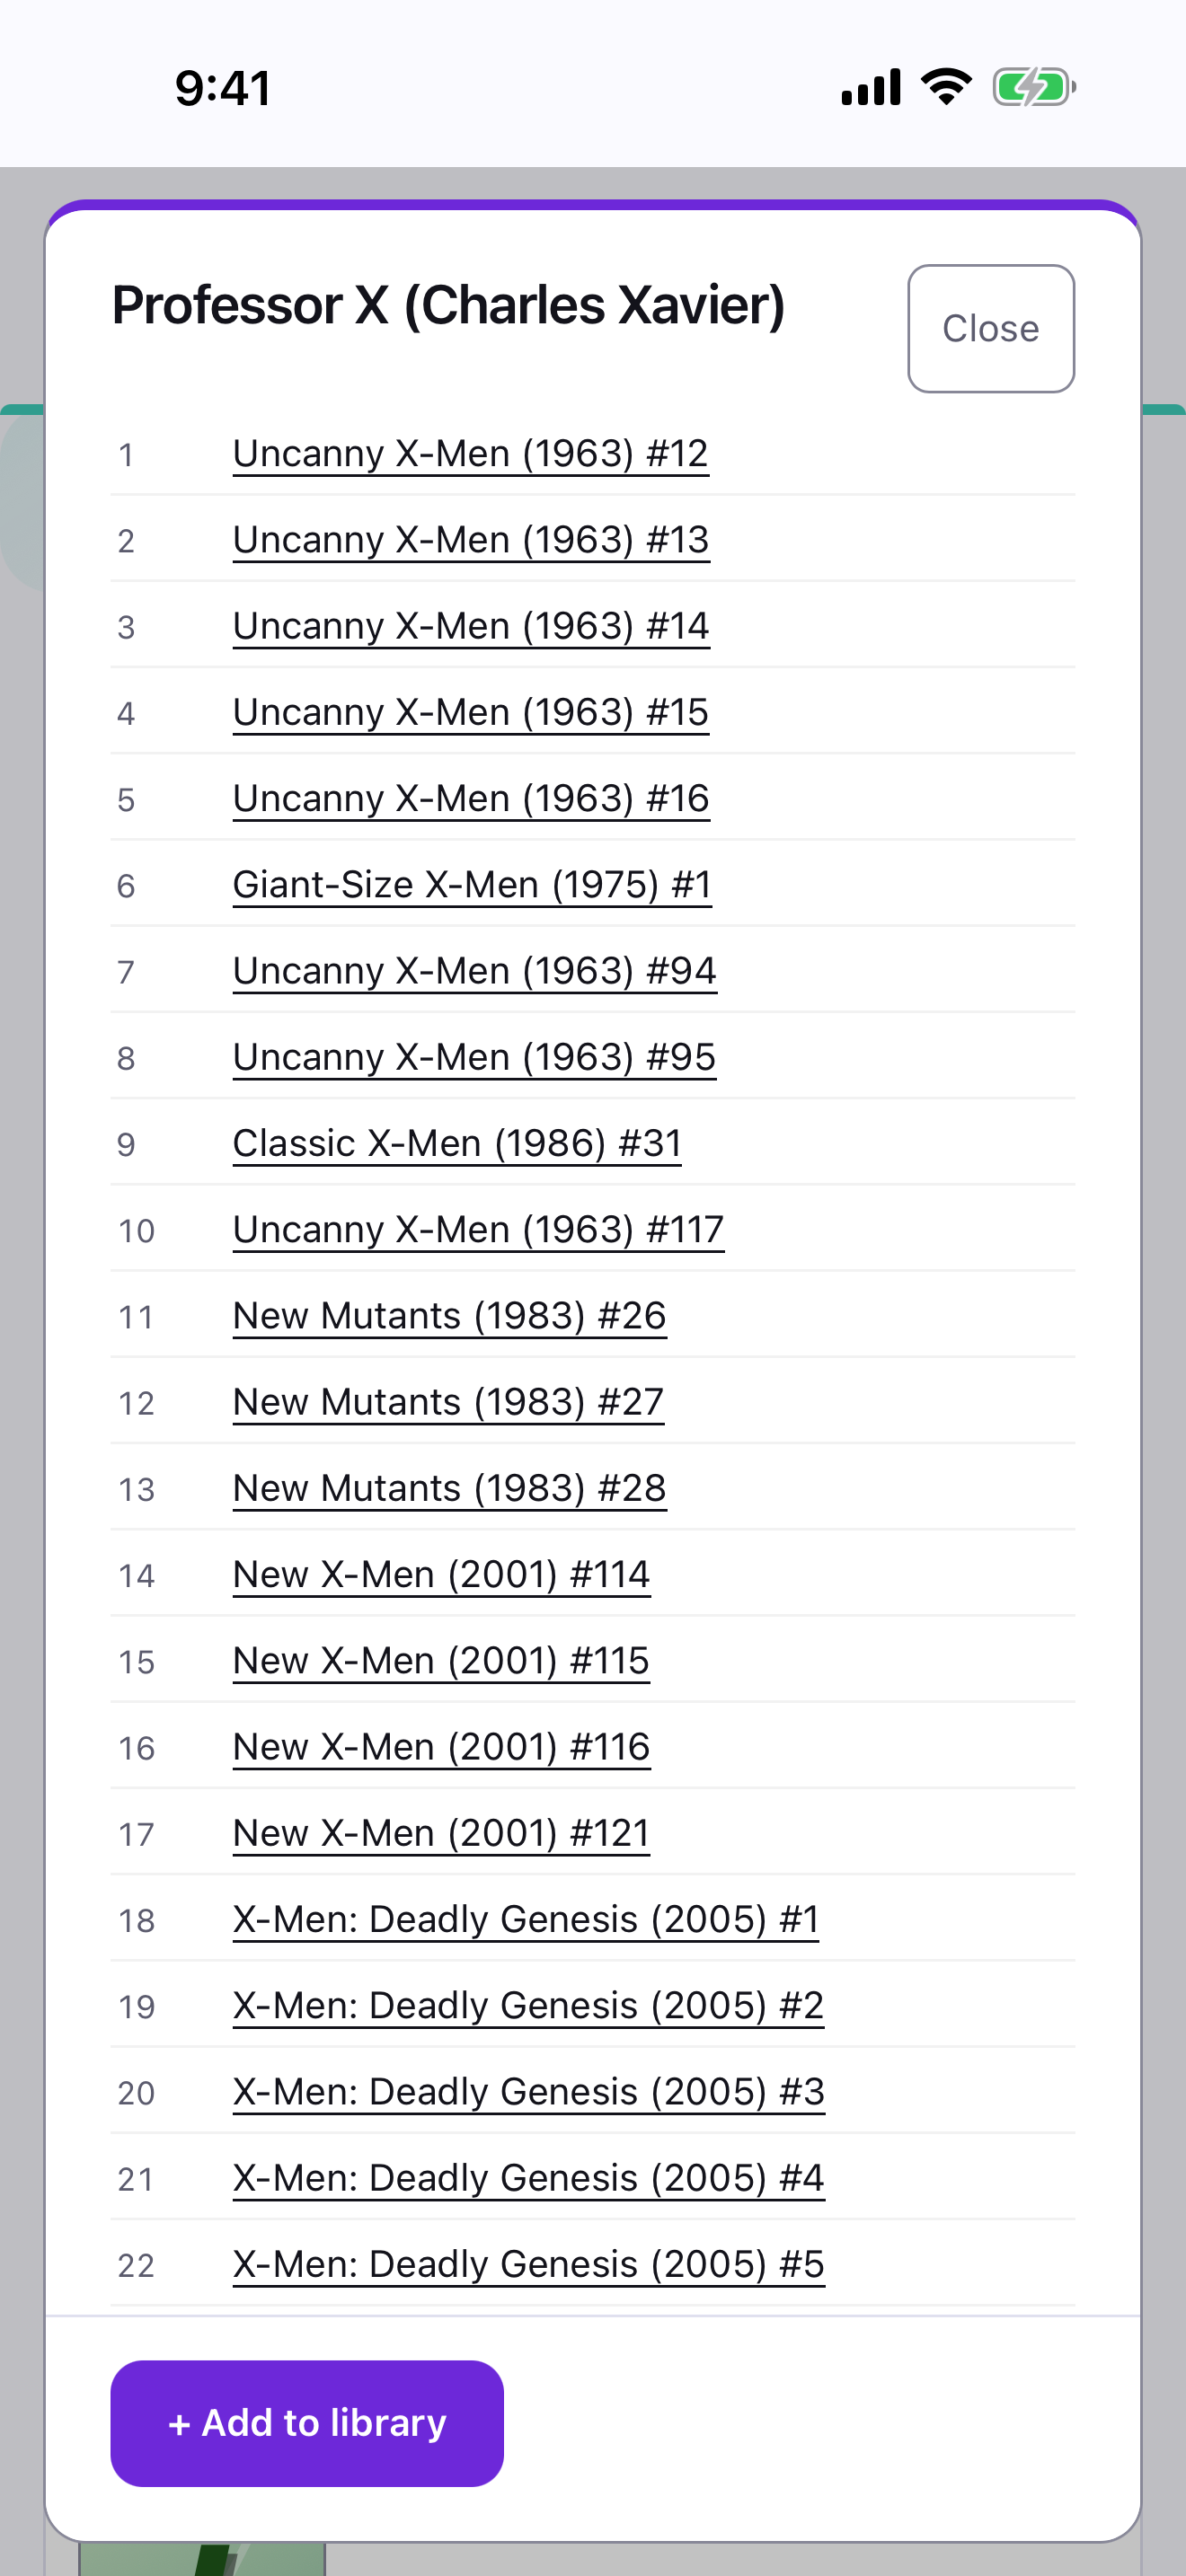 9:41
Professor X (Charles Xavier)
Close
1 Uncanny X-Men (1963) #12
2 Uncanny X-Men (1963) #13
3 Uncanny X-Men (1963) #14
4 Uncanny X-Men (1963) #15
5 Uncanny X-Men (1963) #16
6 Giant-Size X-Men (1975) #1
7 Uncanny X-Men (1963) #94
8 Uncanny X-Men (1963) #95
9 Classic X-Men (1986) #31
10 Uncanny X-Men (1963) #117
11 New Mutants (1983) #26
12 New Mutants (1983) #27
13 New Mutants (1983) #28
14 New X-Men (2001) #114
15 New X-Men (2001) #115
16 New X-Men (2001) #116
17 New X-Men (2001) #121
18 X-Men: Deadly Genesis (2005) #1
19 X-Men: Deadly Genesis (2005) #2
20 X-Men: Deadly Genesis (2005) #3
21 X-Men: Deadly Genesis (2005) #4
22 X-Men: Deadly Genesis (2005) #5
+ Add to library